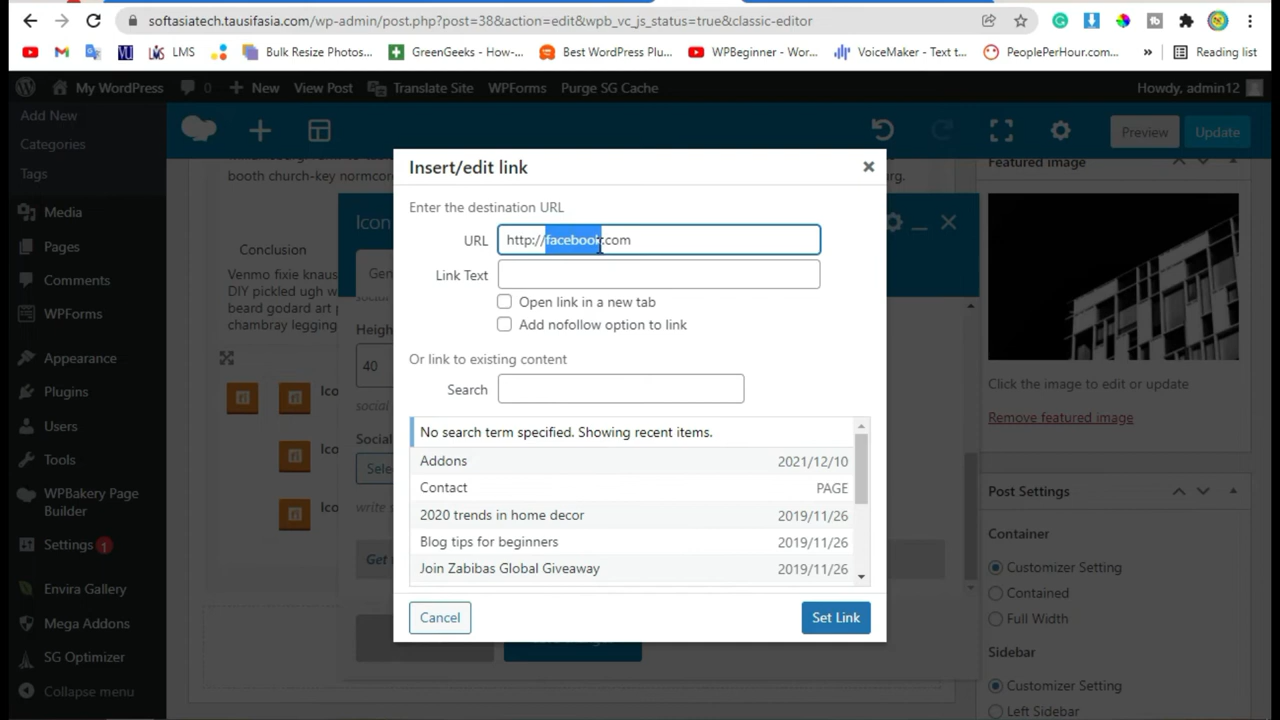 softasiatech.tausifasia.com/wp-admin/post.php?post=38&action=edit&wpb_vc_js_status=true&classic-editor
LMS
Bulk Resize Photos...
GreenGeeks - How-...
Best WordPress Plu...
WPBeginner - Wor...
VoiceMaker - Text t...
PeoplePerHour.com...
»
Reading list
My WordPress
0
New
View Post
Translate Site
WPForms
Purge SG Cache
Howdy, admin12
Add New
Categories
Tags
Media
Pages
Comments
WPForms
Appearance
Plugins
Users
Tools
WPBakery Page
Builder
Settings 1
Envira Gallery
Mega Addons
SG Optimizer
Collapse menu
Preview
Update
booth church-key normcore
Conclusion
Venmo fixie knaus
DIY pickled ugh w
beard godard art p
chambray legging
Ico
Ico
Ico
Icon
Gen
Heigh
40
social
Social
Sele
write s
Get
Insert/edit link
Enter the destination URL
URL
http://facebook.com
Link Text
Open link in a new tab
Add nofollow option to link
Or link to existing content
Search
No search term specified. Showing recent items.
Addons 2021/12/10
Contact PAGE
2020 trends in home decor 2019/11/26
Blog tips for beginners 2019/11/26
Join Zabibas Global Giveaway 2019/11/26
Cancel
Set Link
Featured image
Click the image to edit or update
Remove featured image
Post Settings
Container
Customizer Setting
Contained
Full Width
Sidebar
Customizer Setting
Left Sidebar